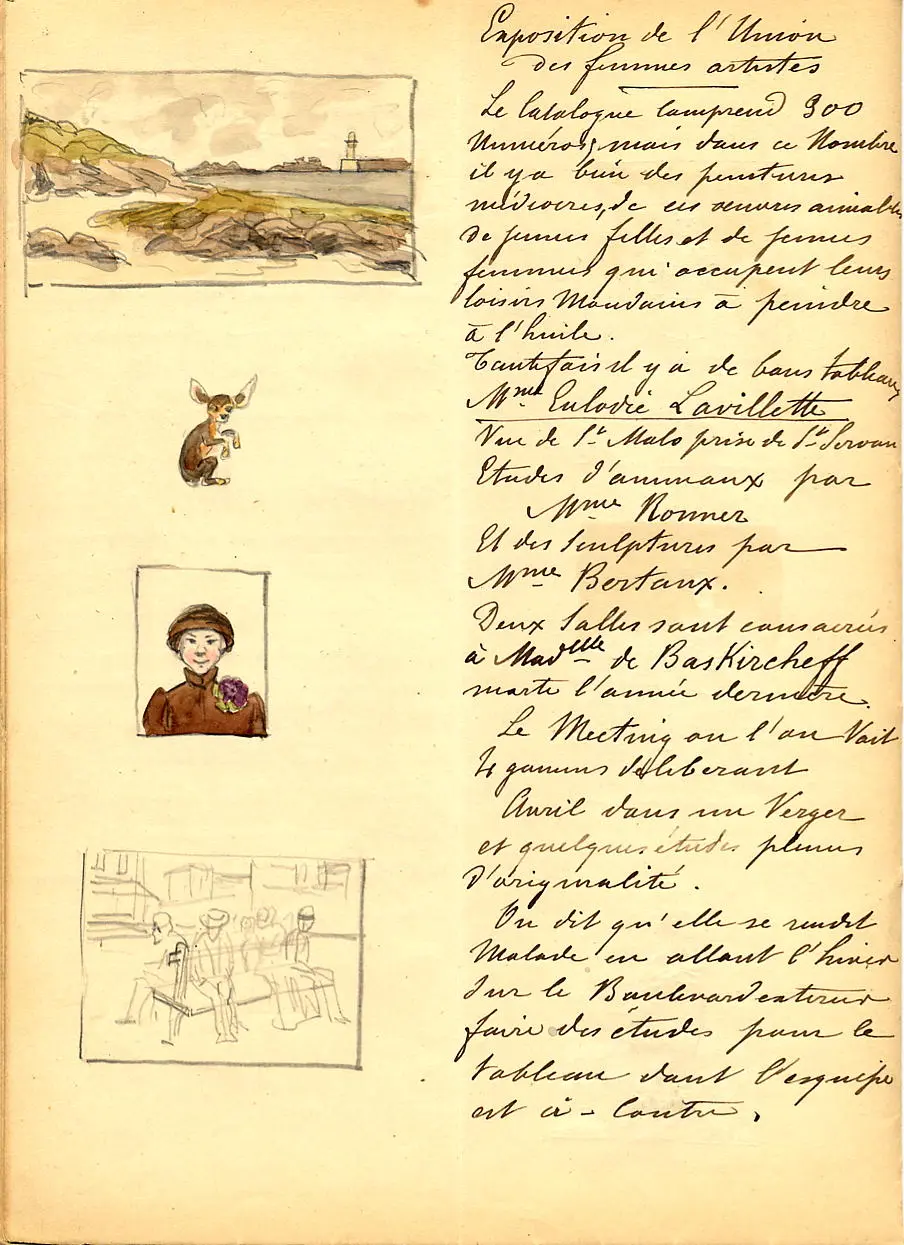 Exposition de l'Union
des femmes artistes
Le Catalogue comprend 300
Numéros, mais dans ce Nombre
il y a bien des peintures
médiocres, de ces oeuvres aimables
de jeunes filles et de jeunes
femmes qui occupent leurs
loisirs Mondains à peindre
à l'huile.
Toutefois il y a de bons tableaux
Mme Eulodie Lavillette
Vue de St Malo prise de St Servan
Etudes d'animaux par
Mme Ronner
Et des Sculptures par
Mme Bertaux.
Deux Salles sont consacrées
à Madelle de BasKircheff
morte l'année dernière.
Le Meeting ou l'on Voit
4 gamins déliberant
Avril dans un Verger
et quelques études pleines
d'originalité.
On dit qu'elle se rendit
Malade en allant l'hiver
sur le Boulevard exterieur
faire des études pour le
tableau dont l'esquisse
est ci-contre.